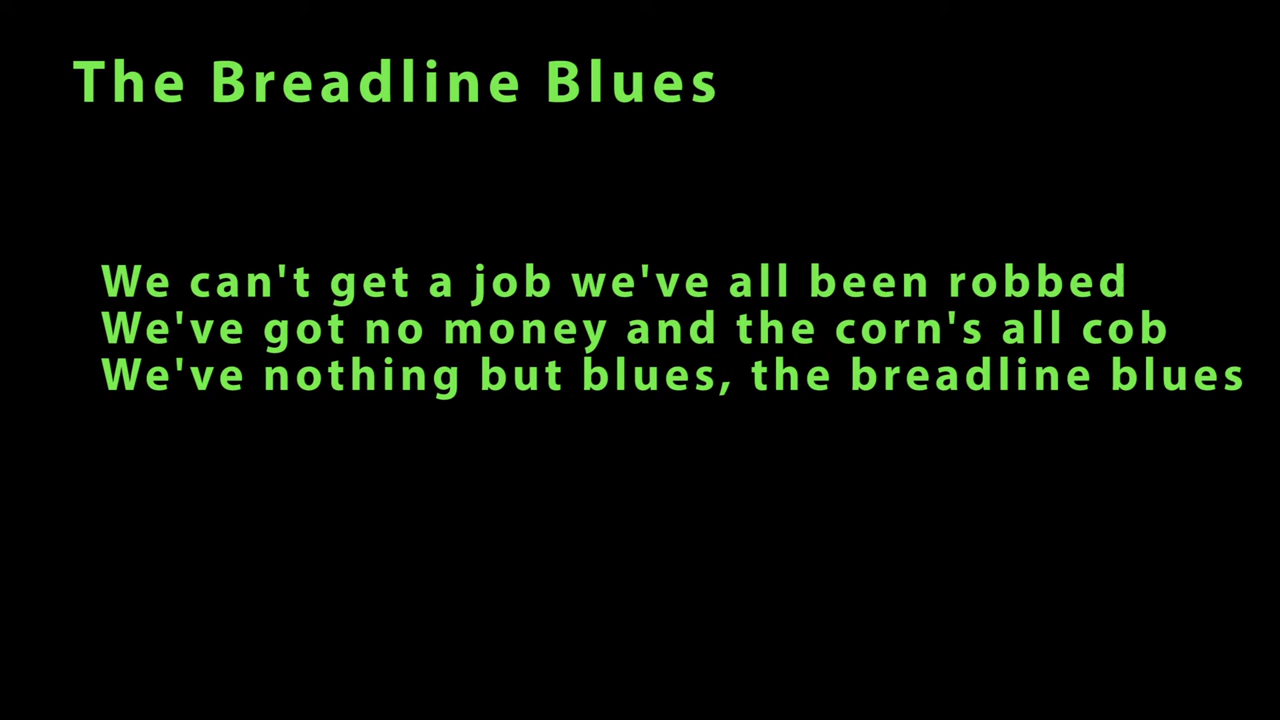 The Breadline Blues
We can't get a job we've all been robbed
We've got no money and the corn's all cob
We've nothing but blues, the breadline blues